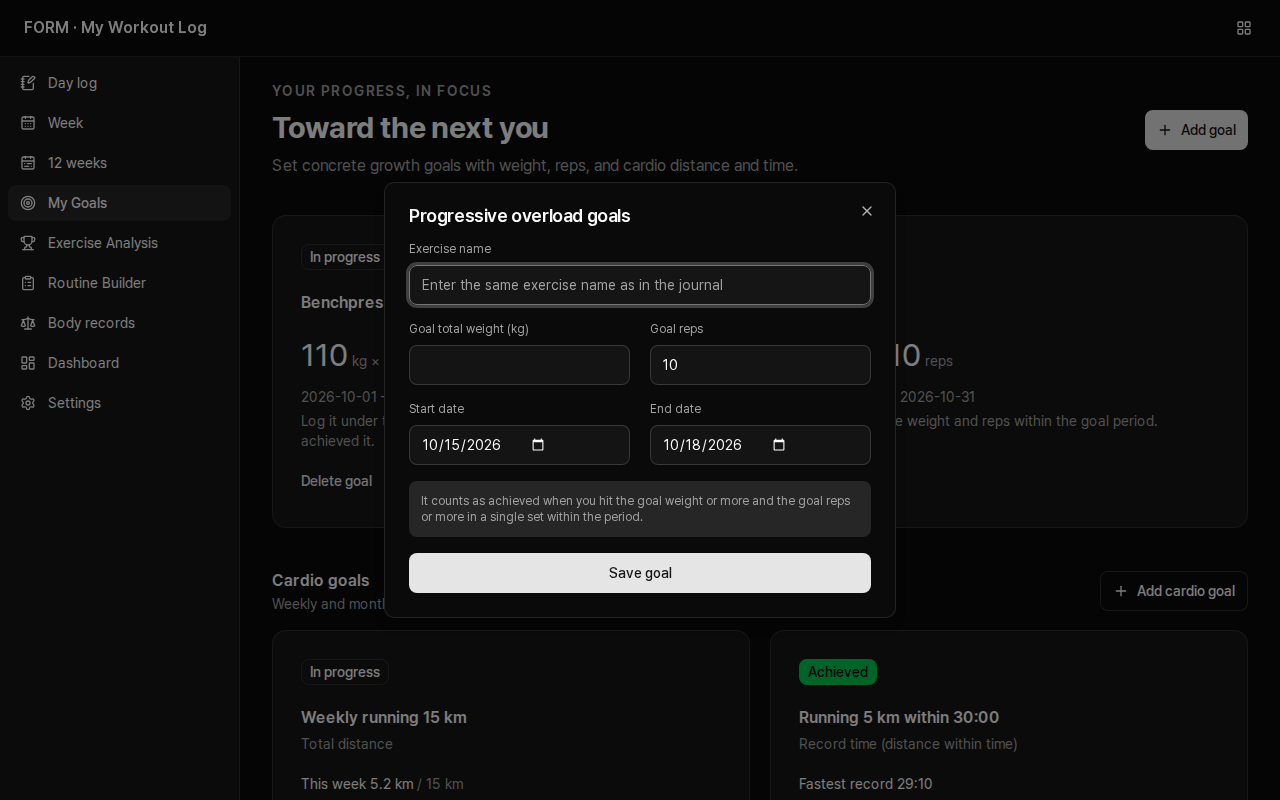 FORM · My Workout Log
Day log
Week
12 weeks
My Goals
Exercise Analysis
Routine Builder
Body records
Dashboard
Settings
YOUR PROGRESS, IN FOCUS
Toward the next you
Set concrete growth goals with weight, reps, and cardio distance and time.
Add goal
In progress
110 kg ×
2026-10-01
Log it under
achieved it.
Delete goal
reps
2026-10-31
weight and reps within the goal period.
Progressive overload goals
Exercise name
Enter the same exercise name as in the journal
Goal total weight (kg)
Goal reps
10
Start date
End date
10/15/2026
10/18/2026
It counts as achieved when you hit the goal weight or more and the goal reps
or more in a single set within the period.
Save goal
Cardio goals
Weekly and
Add cardio goal
In progress
Weekly running 15 km
Total distance
This week 5.2 km / 15 km
Achieved
Running 5 km within 30:00
Record time (distance within time)
Fastest record 29:10